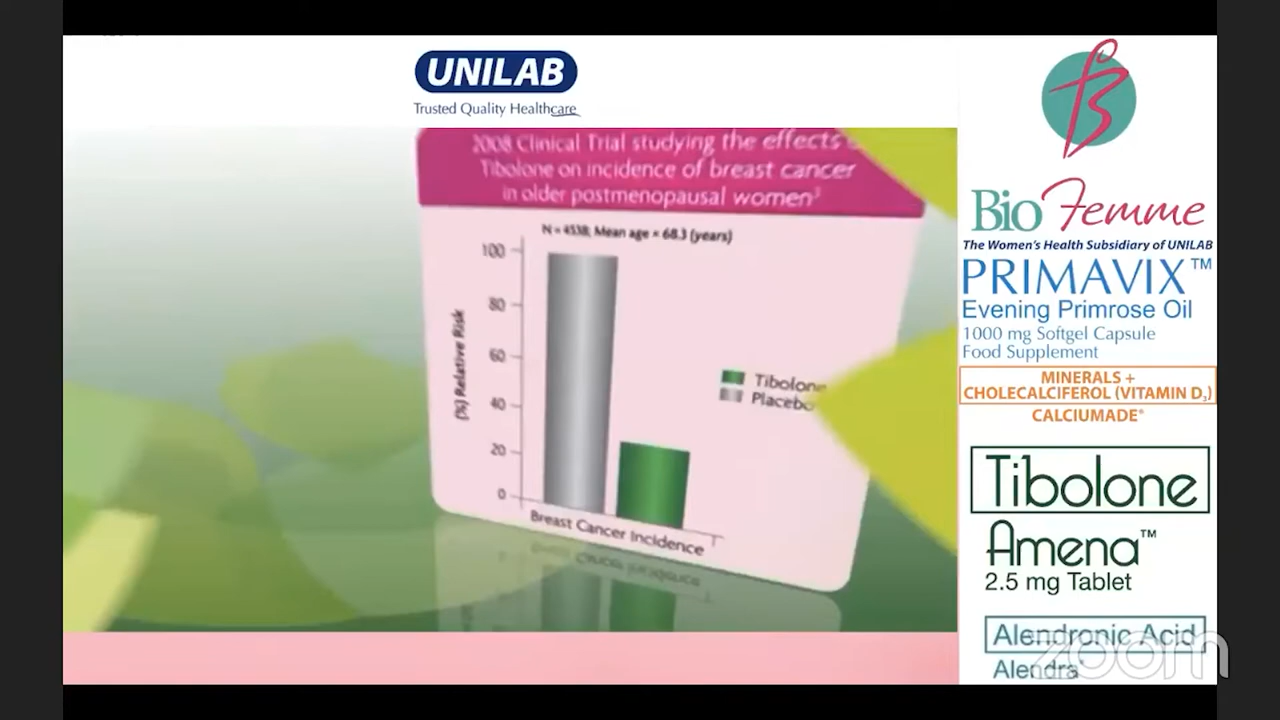 UNILAB
Trusted Quality Healthcare
2008 Clinical Trial studying the effects
Tibolone on incidence of breast cancer
in older postmenopausal women³
N = 4538; Mean age = 68.3 (years)
100
80
60
40
20
0
(%) Relative Risk
Tibolone
Placebo
Breast Cancer Incidence
B
Bio Femme
The Women's Health Subsidiary of UNILAB
PRIMAVIX™
Evening Primrose Oil
1000 mg Softgel Capsule
Food Supplement
MINERALS +
CHOLECALCIFEROL (VITAMIN D₃)
CALCIUMADE®
Tibolone
Amena™
2.5 mg Tablet
Alendronic Acid
Alendra
zoom